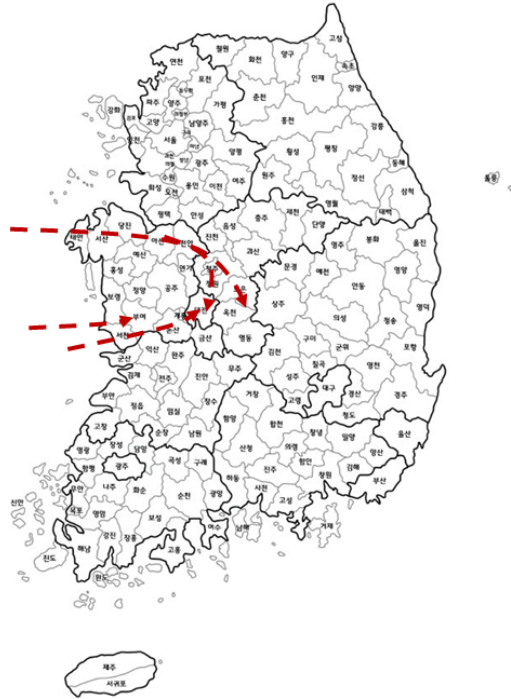 고성
철원
화천
양구
연천
속초
인제
포천
양양
파주
양주
가평
춘천
강화
고양
남양주
홍천
강릉
서울
양평
횡성
평창
광주
동해
수원
여주
원주
정선
화성
오산
용인
이천
삼척
울릉
평택
안성
영월
태백
당진
음성
충주
제천
단양
태안
서산
아산
천안
진천
영주
봉화
울진
예산
괴산
연기
청주
문경
예천
영양
홍성
안동
청양
공주
보령
상주
영덕
부여
옥천
의성
청송
서천
논산
대전
금산
영동
구미
군위
포항
군산
익산
완주
무주
김천
칠곡
영천
김제
전주
진안
성주
대구
경산
경주
부안
장수
거창
고령
청도
정읍
임실
합천
고창
순창
남원
함양
창녕
밀양
울산
영광
장성
담양
산청
의령
양산
함평
광주
곡성
구례
진주
함안
김해
무안
나주
화순
순천
하동
사천
창원
부산
신안
광양
고성
목포
영암
보성
여수
남해
거제
강진
장흥
진도
해남
고흥
완도
제주
서귀포